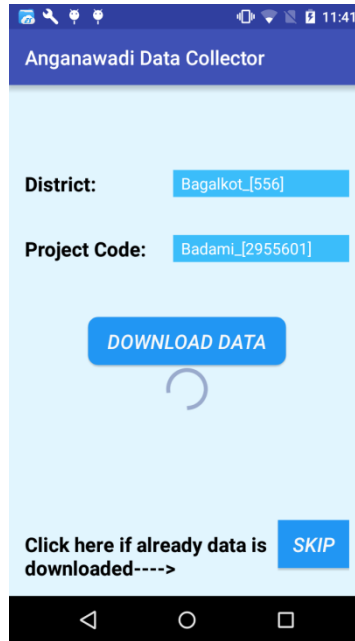 11:41
Anganawadi Data Collector
District: Bagalkot_[556]
Project Code: Badami_[2955601]
DOWNLOAD DATA
Click here if already data is SKIP
downloaded---->